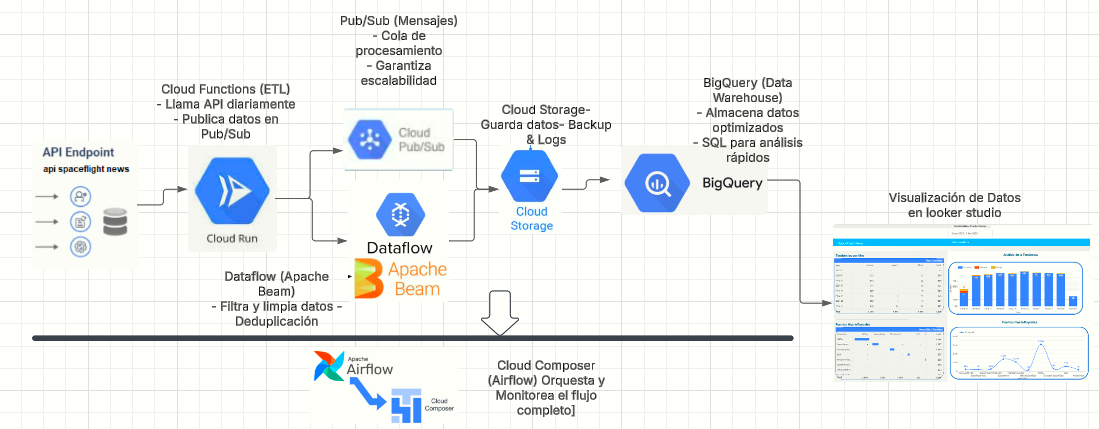 Pub/Sub (Mensajes)
- Cola de
procesamiento
- Garantiza
escalabilidad
Cloud Functions (ETL)
- Llama API diariamente
- Publica datos en
Pub/Sub
BigQuery (Data
Warehouse)
- Almacena datos
optimizados
- SQL para análisis
rápidos
Cloud Storage-
Guarda datos- Backup
& Logs
API Endpoint
api spaceflight news
Cloud
Pub/Sub
Cloud Run
Cloud
Storage
BigQuery
Dataflow
Apache
Beam
Dataflow (Apache
Beam)
- Filtra y limpia datos -
Deduplicación
Visualización de Datos
en looker studio
Apache
Airflow
Cloud
Composer
Cloud Composer
(Airflow) Orquesta y
Monitorea el flujo
completo]